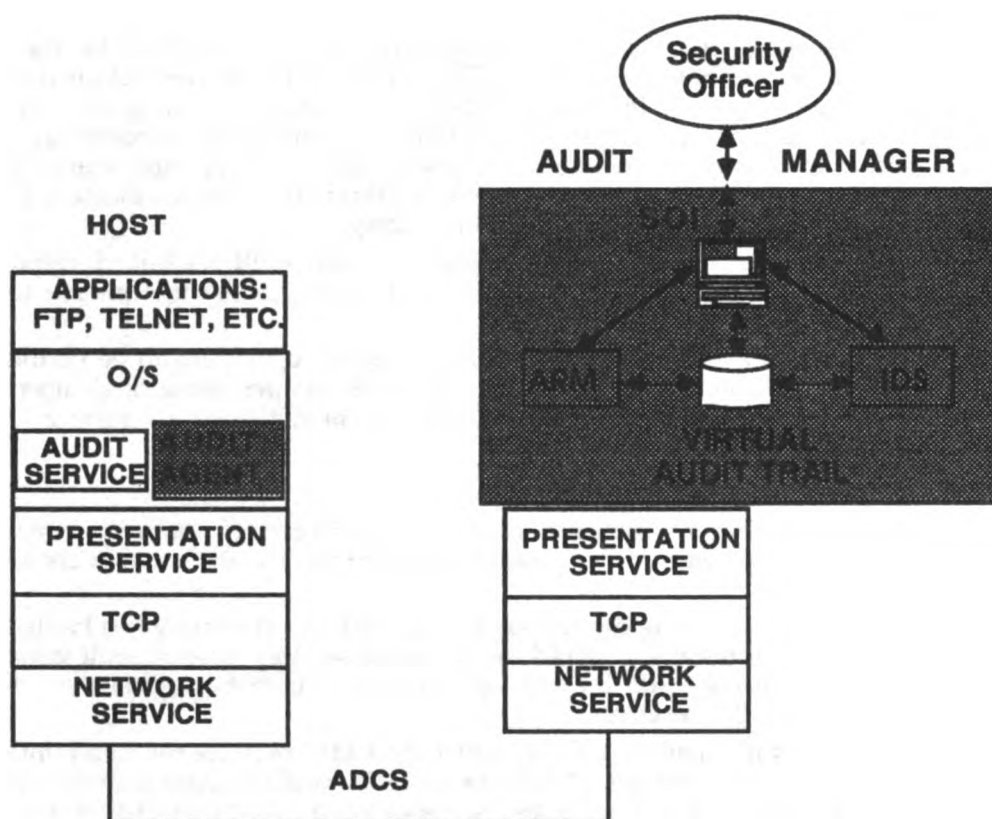 Security
Officer
AUDIT MANAGER
SOI
HOST
APPLICATIONS:
FTP, TELNET, ETC.
O/S
AUDIT
SERVICE
AUDIT
AGENT
ARM
IDS
VIRTUAL
AUDIT TRAIL
PRESENTATION
SERVICE
TCP
NETWORK
SERVICE
PRESENTATION
SERVICE
TCP
NETWORK
SERVICE
ADCS